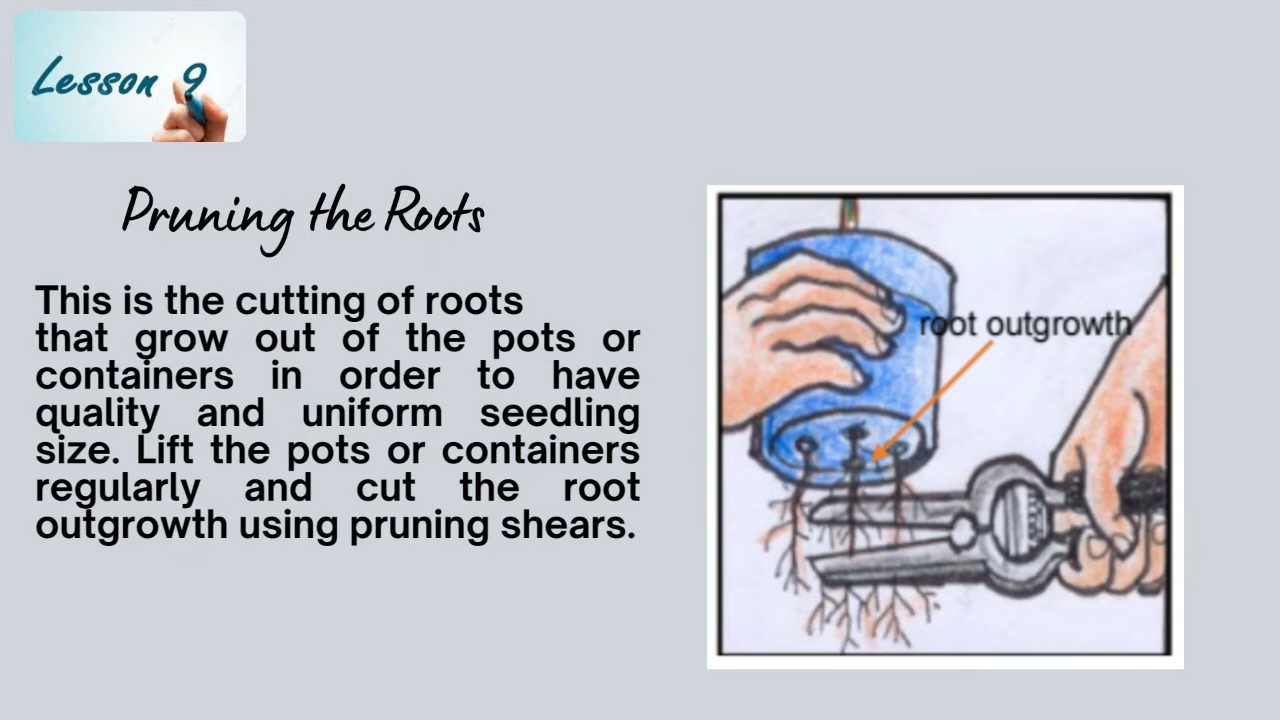 Lesson 9
Pruning the Roots
This is the cutting of roots
that grow out of the pots or
containers in order to have
quality and uniform seedling
size. Lift the pots or containers
regularly and cut the root
outgrowth using pruning shears.
root outgrowth